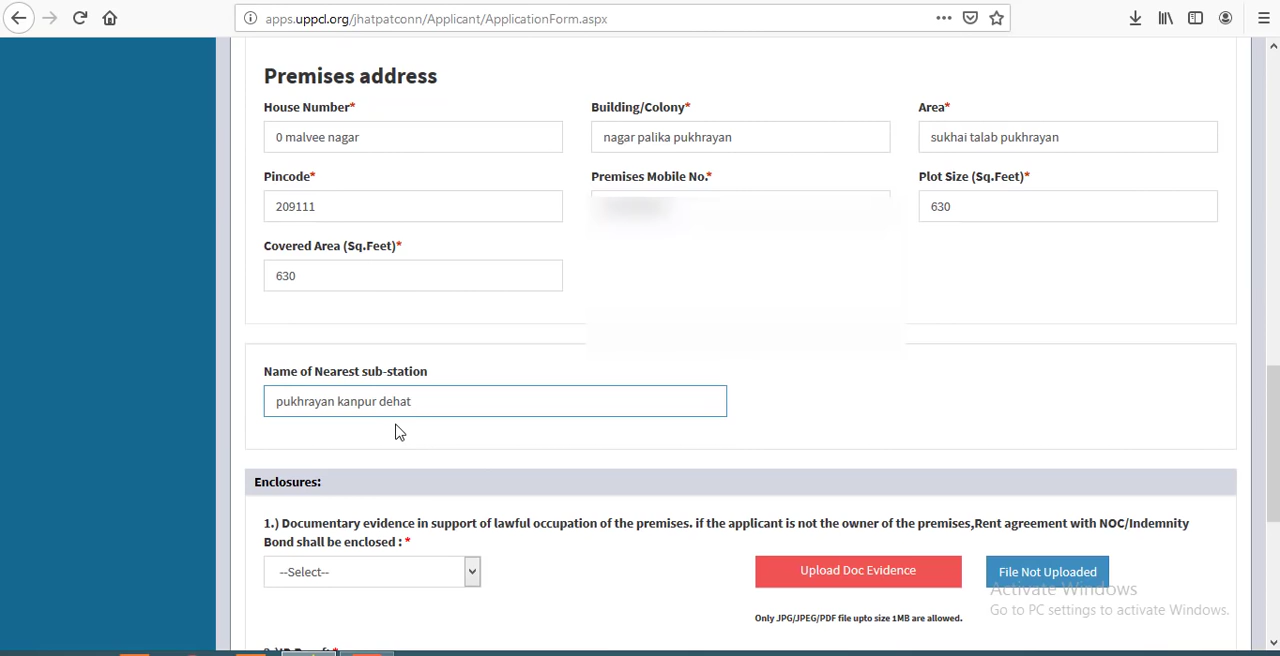 apps.uppcl.org/jhatpatconn/Applicant/ApplicationForm.aspx
Premises address
House Number* Building/Colony* Area*
0 malvee nagar nagar palika pukhrayan sukhai talab pukhrayan
Pincode* Premises Mobile No.* Plot Size (Sq.Feet)*
209111 630
Covered Area (Sq.Feet)*
630
Name of Nearest sub-station
pukhrayan kanpur dehat
Enclosures:
1.) Documentary evidence in support of lawful occupation of the premises. if the applicant is not the owner of the premises,Rent agreement with NOC/Indemnity
Bond shall be enclosed : *
--Select-- Upload Doc Evidence File Not Uploaded
Activate Windows
Go to PC settings to activate Windows.
Only JPG/JPEG/PDF file upto size 1MB are allowed.